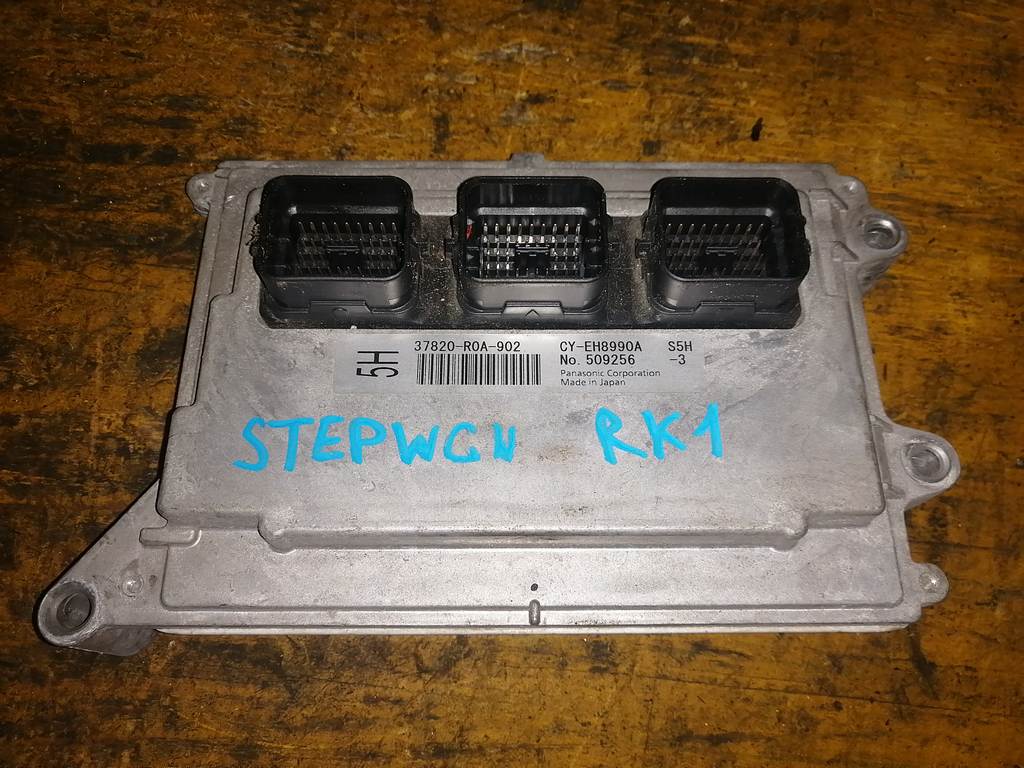 5H
37820-R0A-902 CY-EH8990A S5H
No. 509256 -3
Panasonic Corporation
Made in Japan
STEPWGN RK1